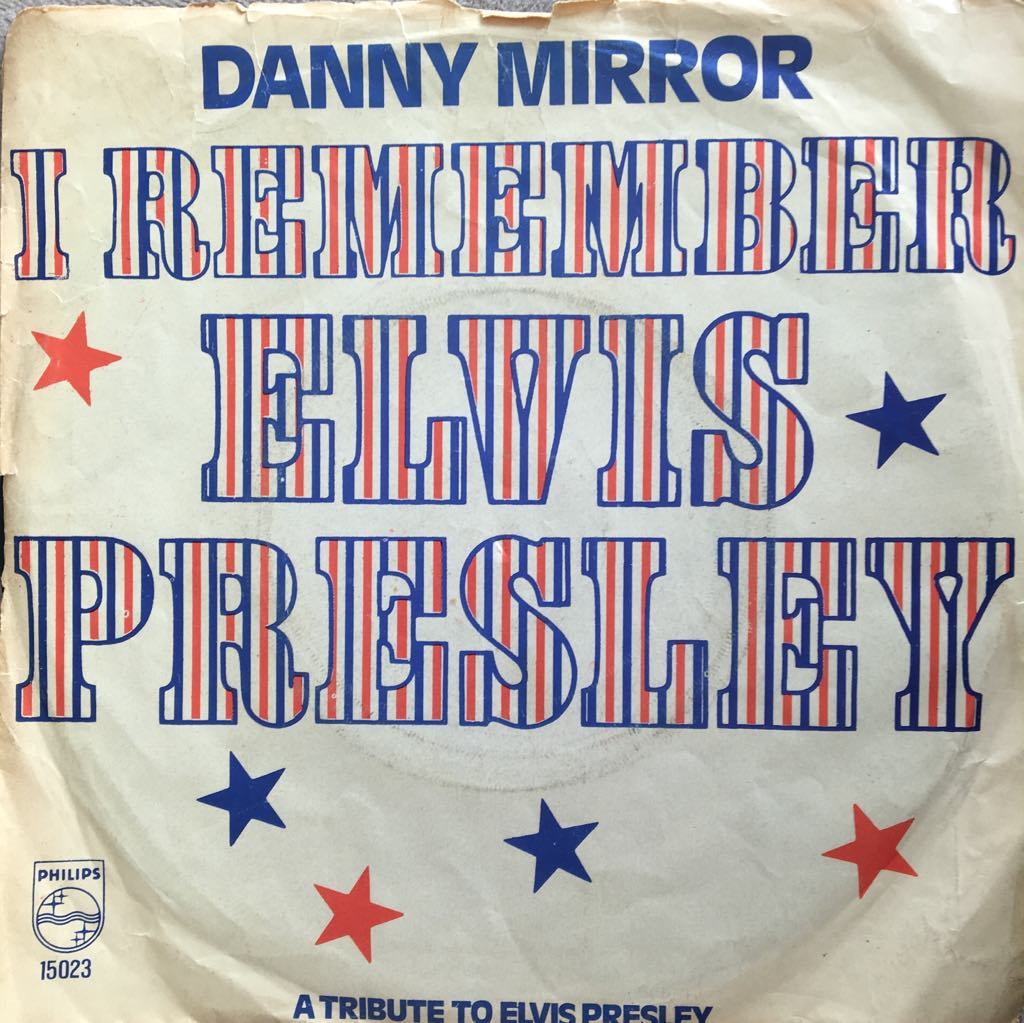 DANNY MIRROR
I REMEMBER
ELVIS
PRESLEY
PHILIPS
15023
A TRIBUTE TO ELVIS PRESLEY